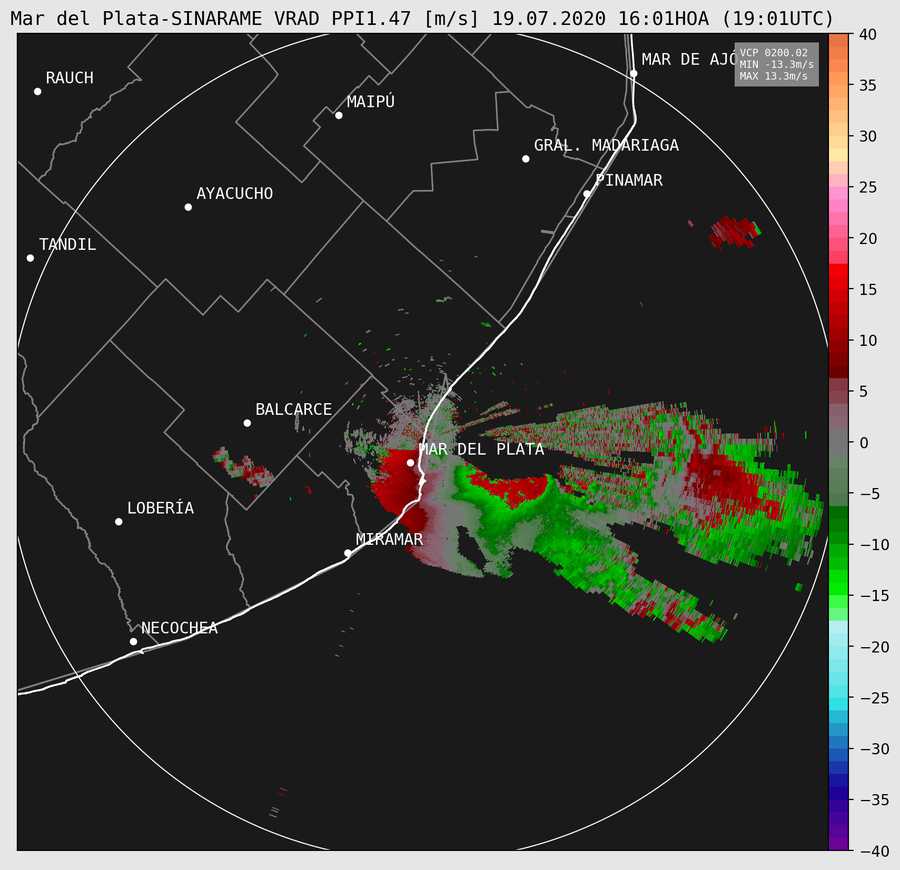 Mar del Plata-SINARAME VRAD PPI1.47 [m/s] 19.07.2020 16:01HOA (19:01UTC)
VCP 0200.02
MIN -13.3m/s
MAX 13.3m/s
MAR DE AJÓ
RAUCH
MAIPÚ
GRAL. MADARIAGA
PINAMAR
AYACUCHO
TANDIL
BALCARCE
MAR DEL PLATA
LOBERÍA
MIRAMAR
NECOCHEA
40
35
30
25
20
15
10
5
0
−5
−10
−15
−20
−25
−30
−35
−40